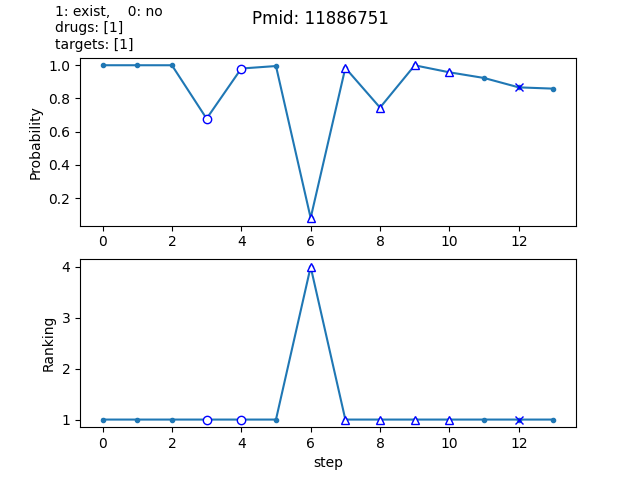 1: exist,    0: no
drugs: [1]
targets: [1]
Pmid: 11886751
Probability
1.0
0.8
0.6
0.4
0.2
0 2 4 6 8 10 12
Ranking
4
3
2
1
0 2 4 6 8 10 12
step